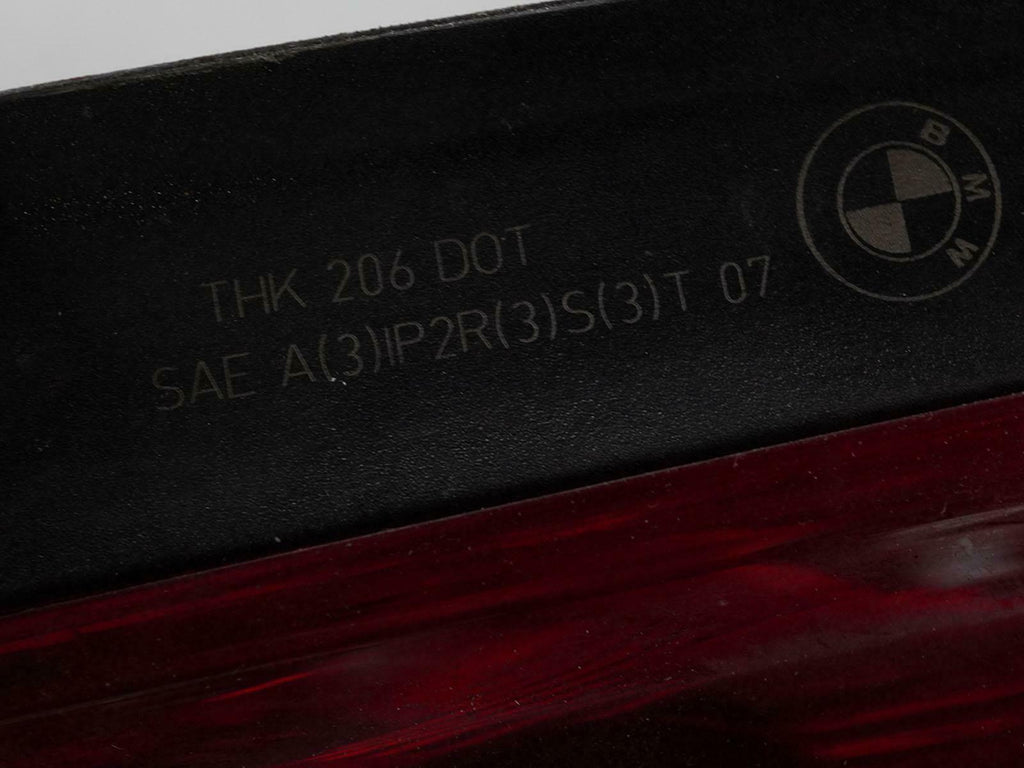 BMW
THK 206 DOT
SAE A(3)IP2R(3)S(3)T 07